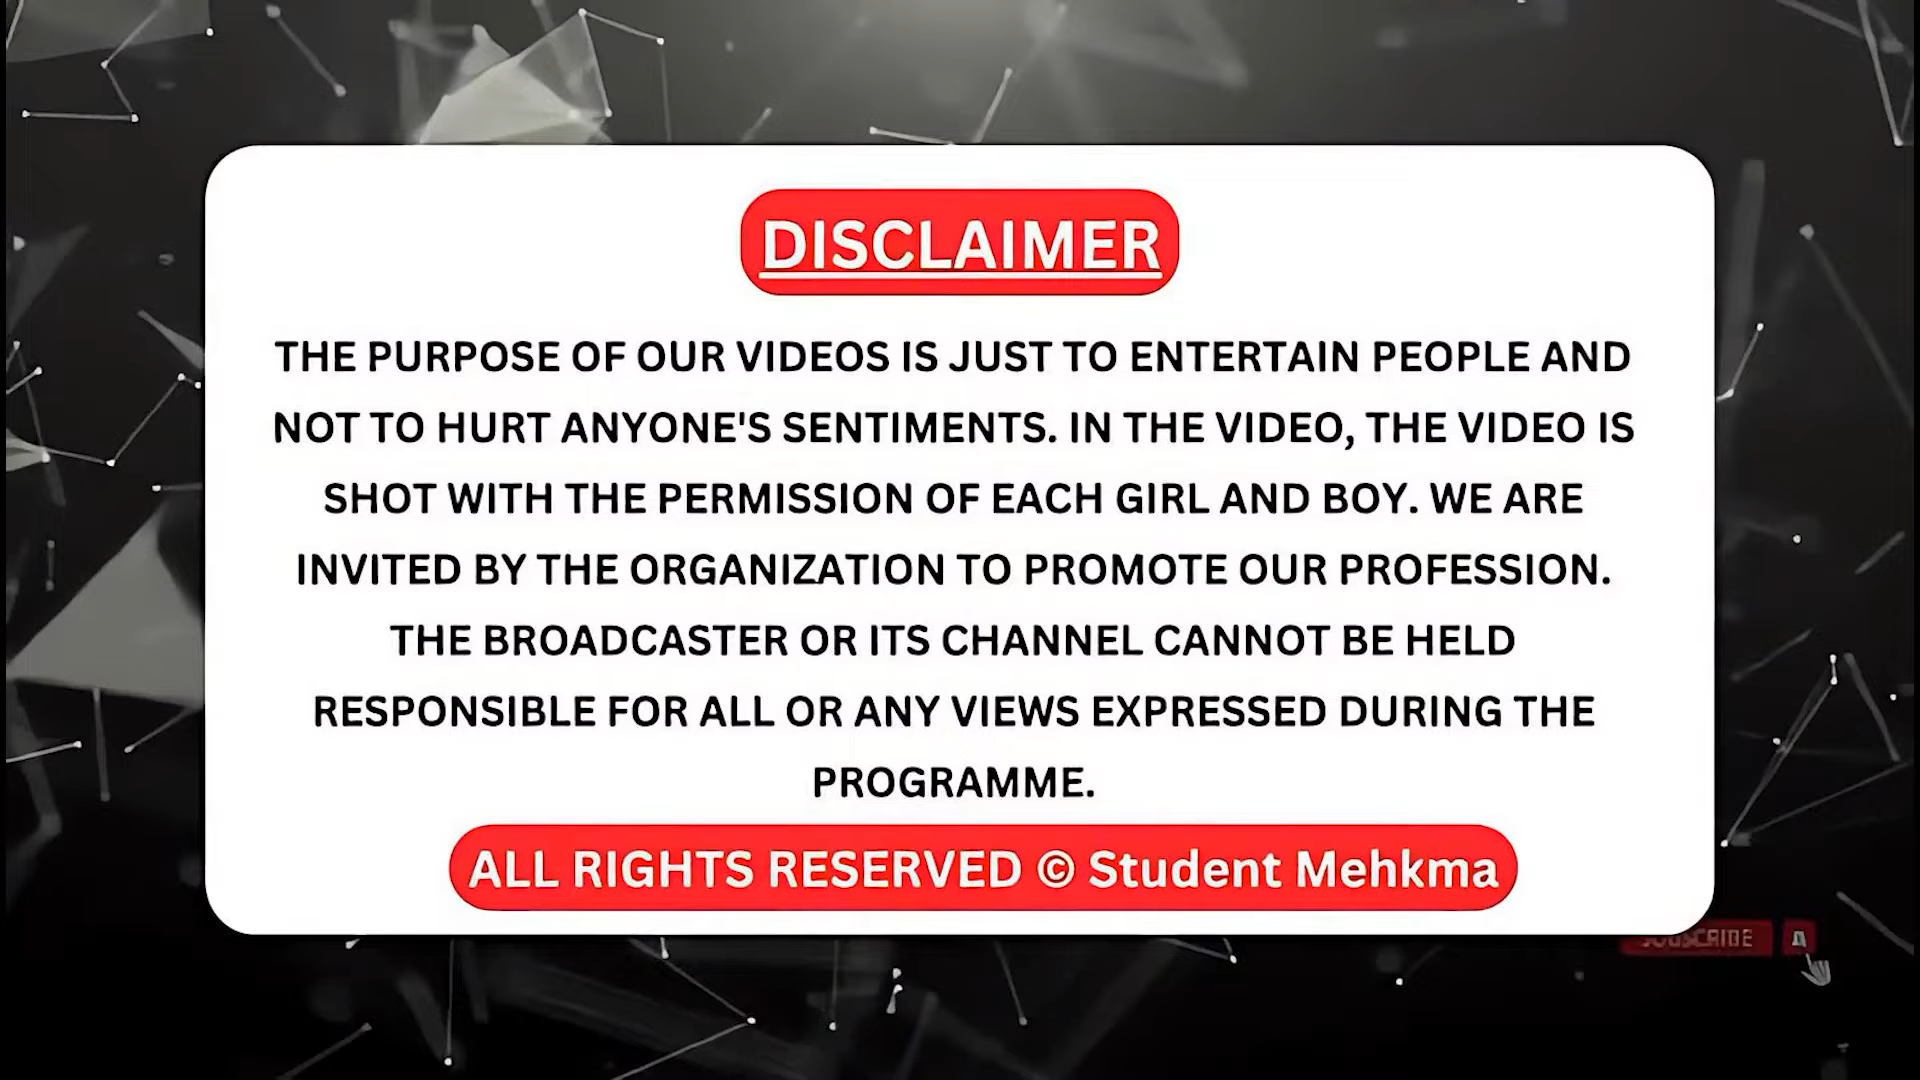 DISCLAIMER
THE PURPOSE OF OUR VIDEOS IS JUST TO ENTERTAIN PEOPLE AND
NOT TO HURT ANYONE'S SENTIMENTS. IN THE VIDEO, THE VIDEO IS
SHOT WITH THE PERMISSION OF EACH GIRL AND BOY. WE ARE
INVITED BY THE ORGANIZATION TO PROMOTE OUR PROFESSION.
THE BROADCASTER OR ITS CHANNEL CANNOT BE HELD
RESPONSIBLE FOR ALL OR ANY VIEWS EXPRESSED DURING THE
PROGRAMME.
ALL RIGHTS RESERVED © Student Mehkma
SUBSCRIBE